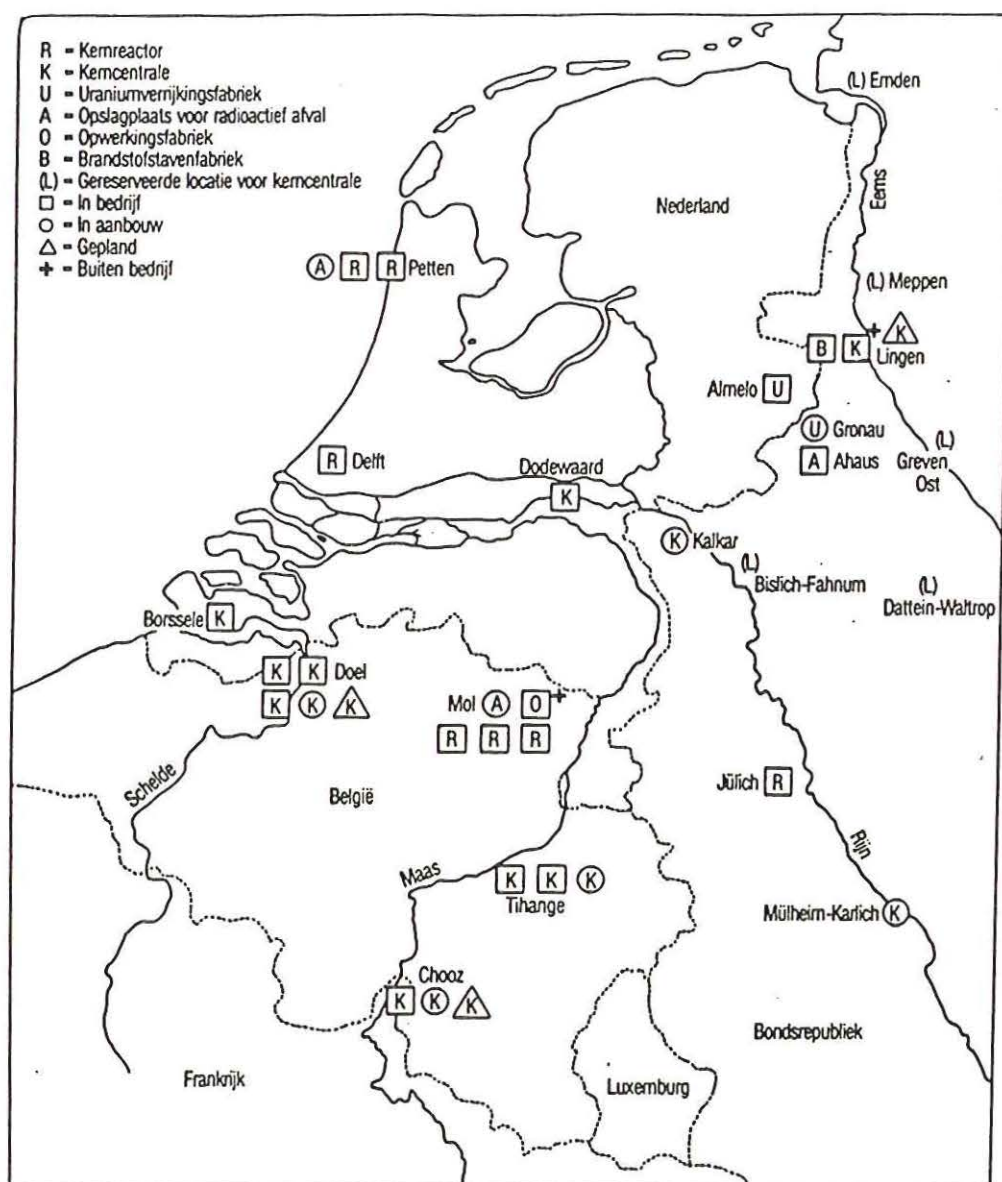 R = Kernreactor
K = Kerncentrale
U = Uraniumverrijkingsfabriek
A = Opslagplaats voor radioactief afval
O = Opwerkingsfabriek
B = Brandstofstavenfabriek
(L) = Gereserveerde locatie voor kerncentrale
□ = In bedrijf
○ = In aanbouw
△ = Gepland
+ = Buiten bedrijf
(L) Emden
Eems
Nederland
A R R Petten
(L) Meppen
B K + K
Lingen
Almelo U
U Gronau
R Delft
A Ahaus
(L)
Greven
Ost
Dodewaard
K
K Kalkar
(L)
Bislich-Fahnum
(L)
Dattein-Waltrop
Borssele K
K K Doel
K K K
Mol A O +
R R R
Schelde
België
Jülich R
Rijn
Maas
K K K
Tihange
Mülheim-Karlich K
Chooz
K K K
Bondsrepubliek
Frankrijk
Luxemburg